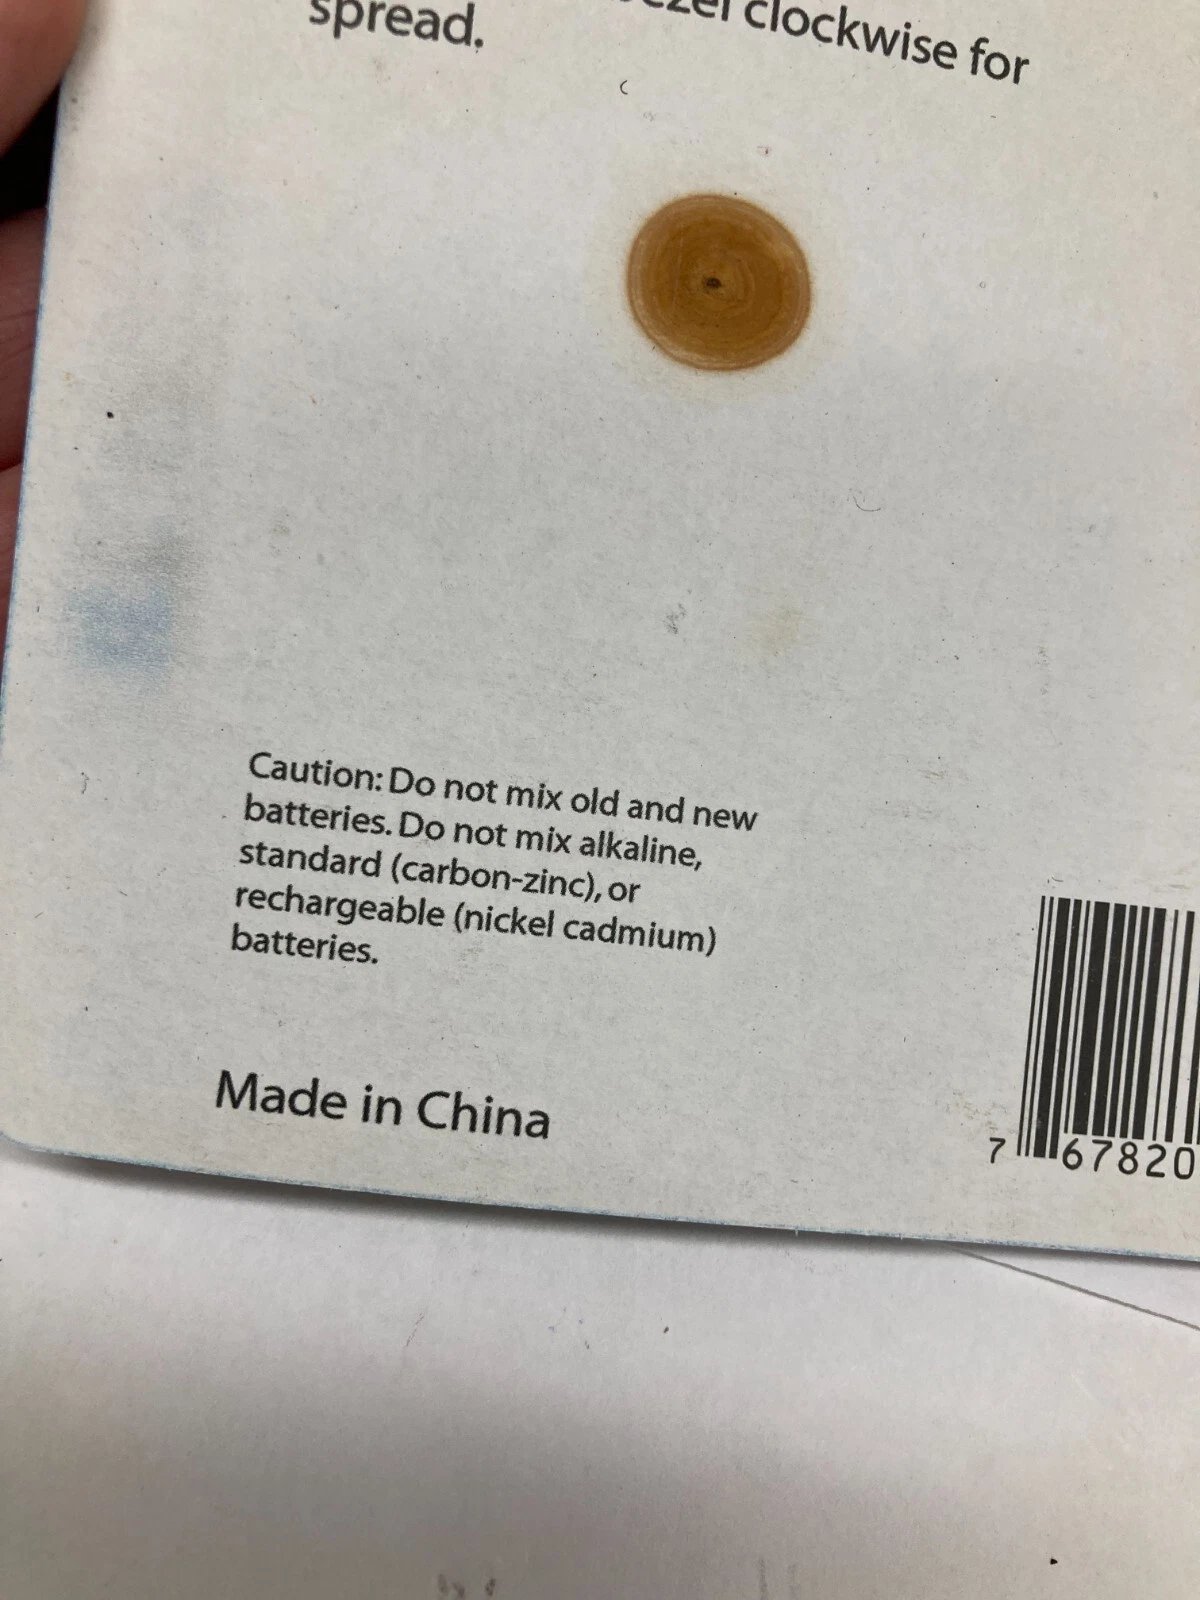 clockwise for
spread.
Caution: Do not mix old and new
batteries. Do not mix alkaline,
standard (carbon-zinc), or
rechargeable (nickel cadmium)
batteries.
Made in China
7 67820